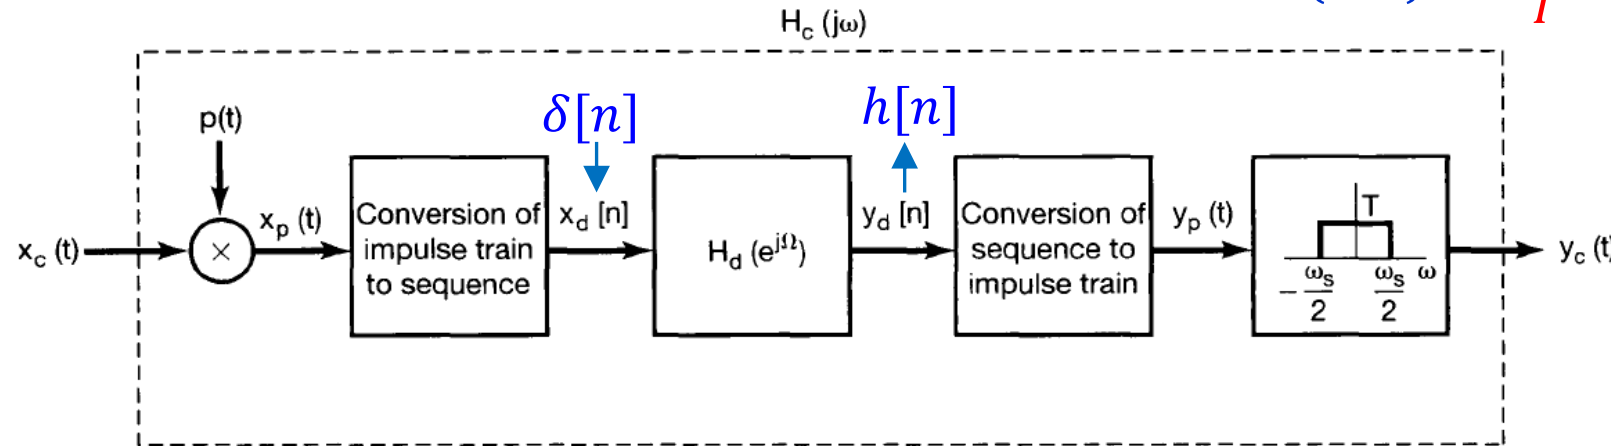 H_c (jω)
p(t)
δ[n]
h[n]
x_c (t)
×
x_p (t)
Conversion of
impulse train
to sequence
x_d [n]
H_d (e^{jΩ})
y_d [n]
Conversion of
sequence to
impulse train
y_p (t)
T
-ω_s/2
ω_s/2
ω
y_c (t)